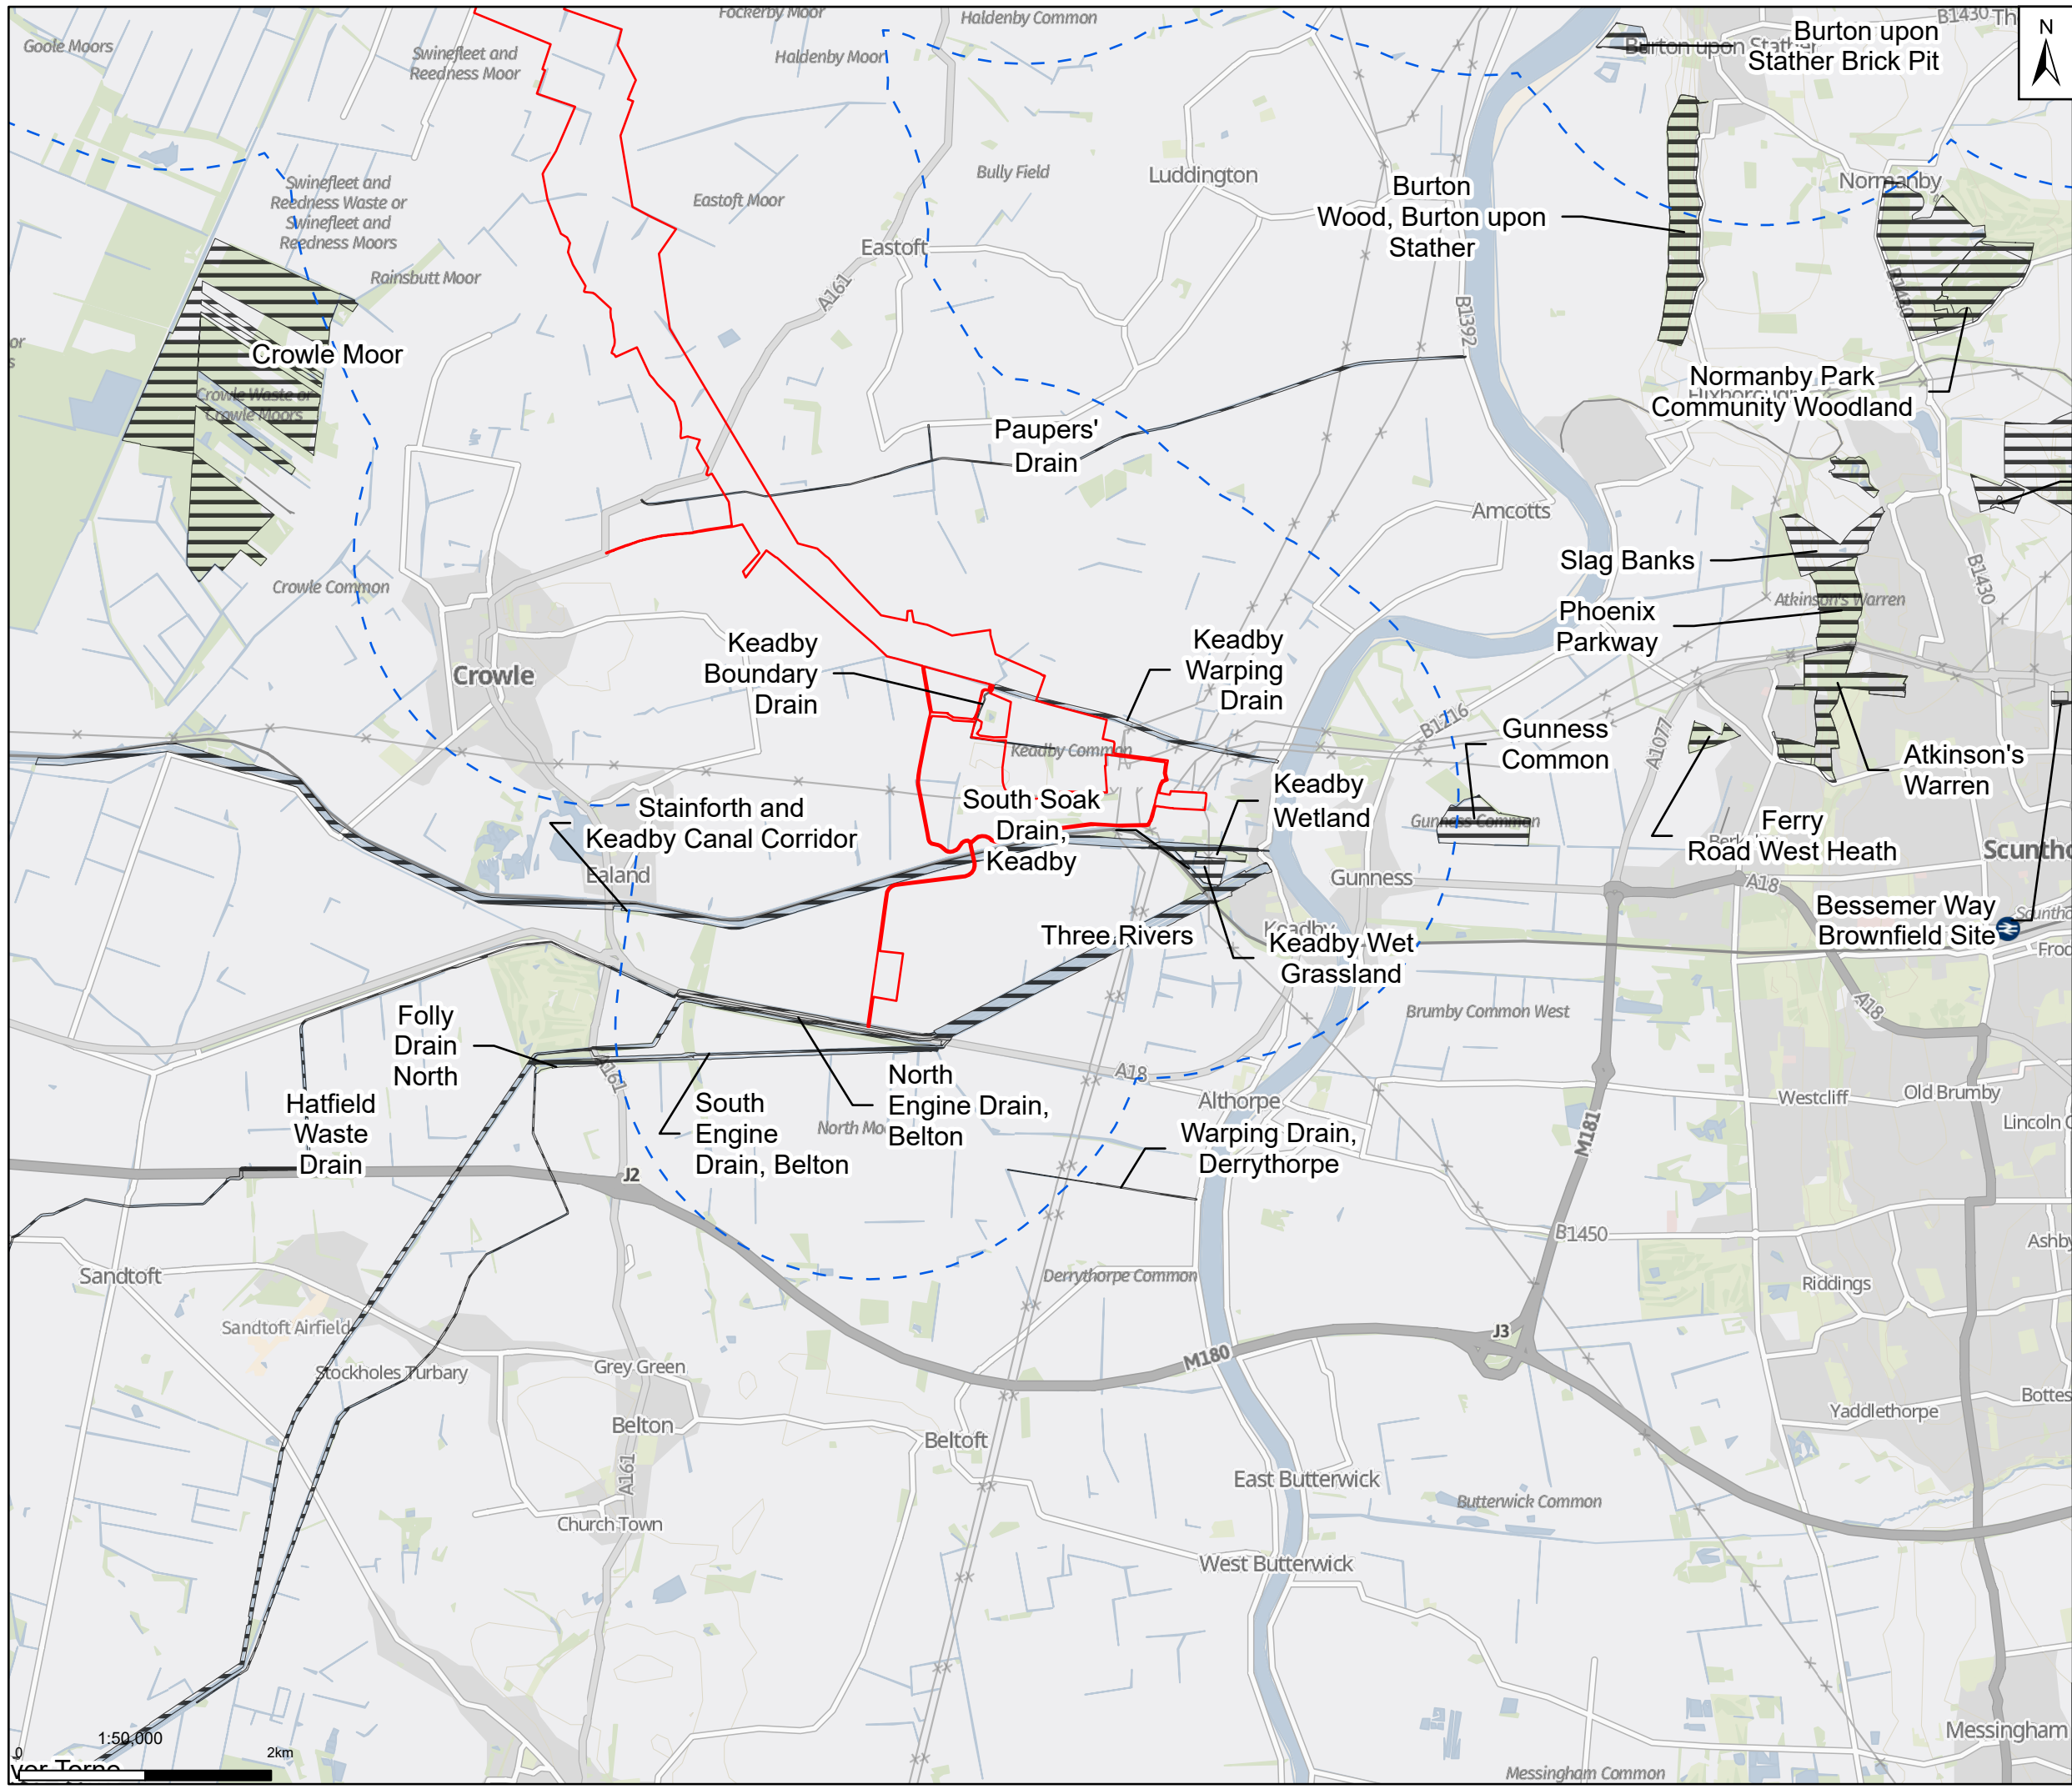 Fockerby Moor
Haldenby Common
B1430
Goole Moors
Swinefleet and
Reedness Moor
Haldenby Moor
Burton upon Stather
Burton upon
Stather Brick Pit
N
Swinefleet and
Reedness Waste or
Swinefleet and
Reedness Moors
Eastoft Moor
Bully Field
Luddington
Normanby
Burton
Wood, Burton upon
Stather
Rainsbutt Moor
Eastoft
A161
B1392
B1430
Crowle Moor
Crowle Waste or
Crowle Moors
Normanby Park
Community Woodland
Paupers'
Drain
Amcotts
Slag Banks
Crowle Common
Atkinson's Warren
B1430
Phoenix
Parkway
Keadby
Boundary
Drain
Keadby
Warping
Drain
Crowle
B1216
A1077
Keadby Common
Gunness
Common
Atkinson's
Warren
Stainforth and
Keadby Canal Corridor
South Soak
Drain,
Keadby
Keadby
Wetland
Gunness Common
Ferry
Road West Heath
Ealand
Gunness
A18
Bessemer Way
Brownfield Site
Three Rivers
Keadby
Keadby Wet
Grassland
A18
Folly
Drain
North
Brumby Common West
A161
A18
North
Engine Drain,
Belton
South
Engine
Drain, Belton
Hatfield
Waste
Drain
Althorpe
Westcliff
Old Brumby
M181
Warping Drain,
Derrythorpe
J2
B1450
Sandtoft
Derrythorpe Common
Riddings
Sandtoft Airfield
J3
M180
Stockholes Turbary
Grey Green
Belton
Yaddlethorpe
Beltoft
A161
East Butterwick
Butterwick Common
Church Town
West Butterwick
Messingham
1:50,000
0
2km
Messingham Common